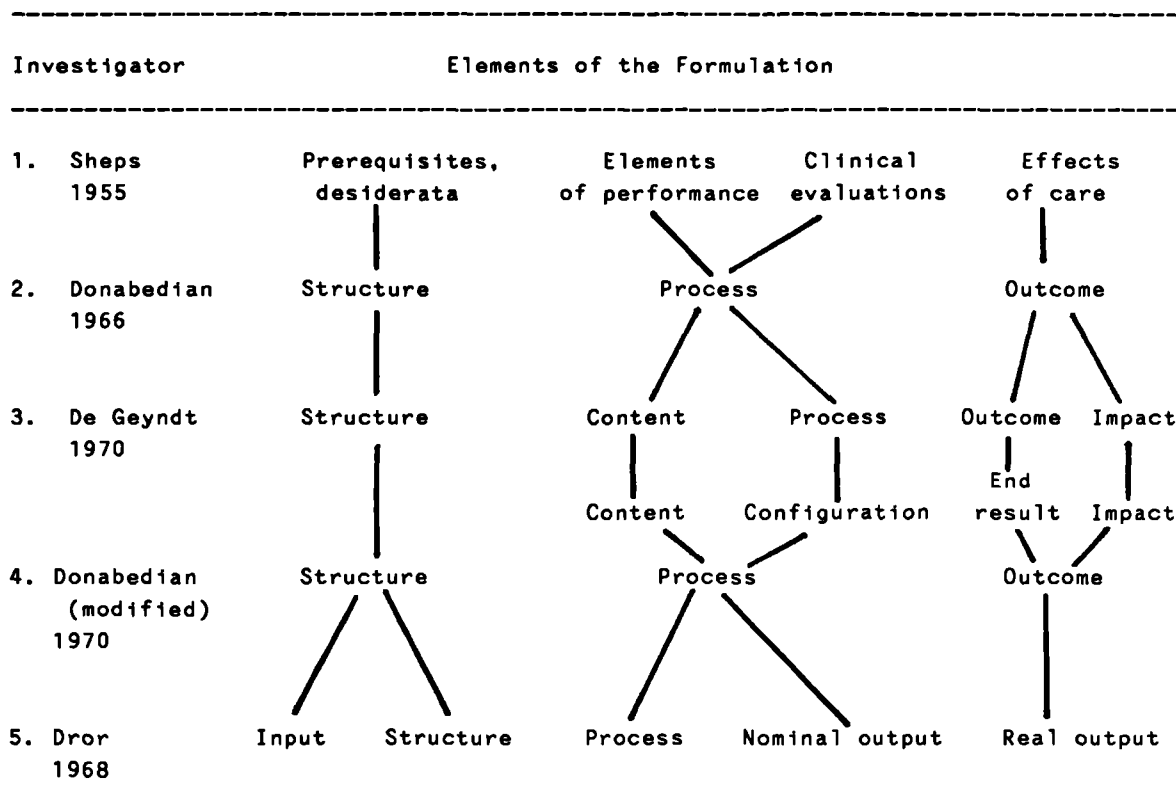 Investigator Elements of the Formulation
1. Sheps Prerequisites, Elements Clinical Effects
1955 desiderata of performance evaluations of care
2. Donabedian Structure Process Outcome
1966
3. De Geyndt Structure Content Process Outcome Impact
1970
End
Content Configuration result Impact
4. Donabedian Structure Process Outcome
(modified)
1970
5. Dror Input Structure Process Nominal output Real output
1968